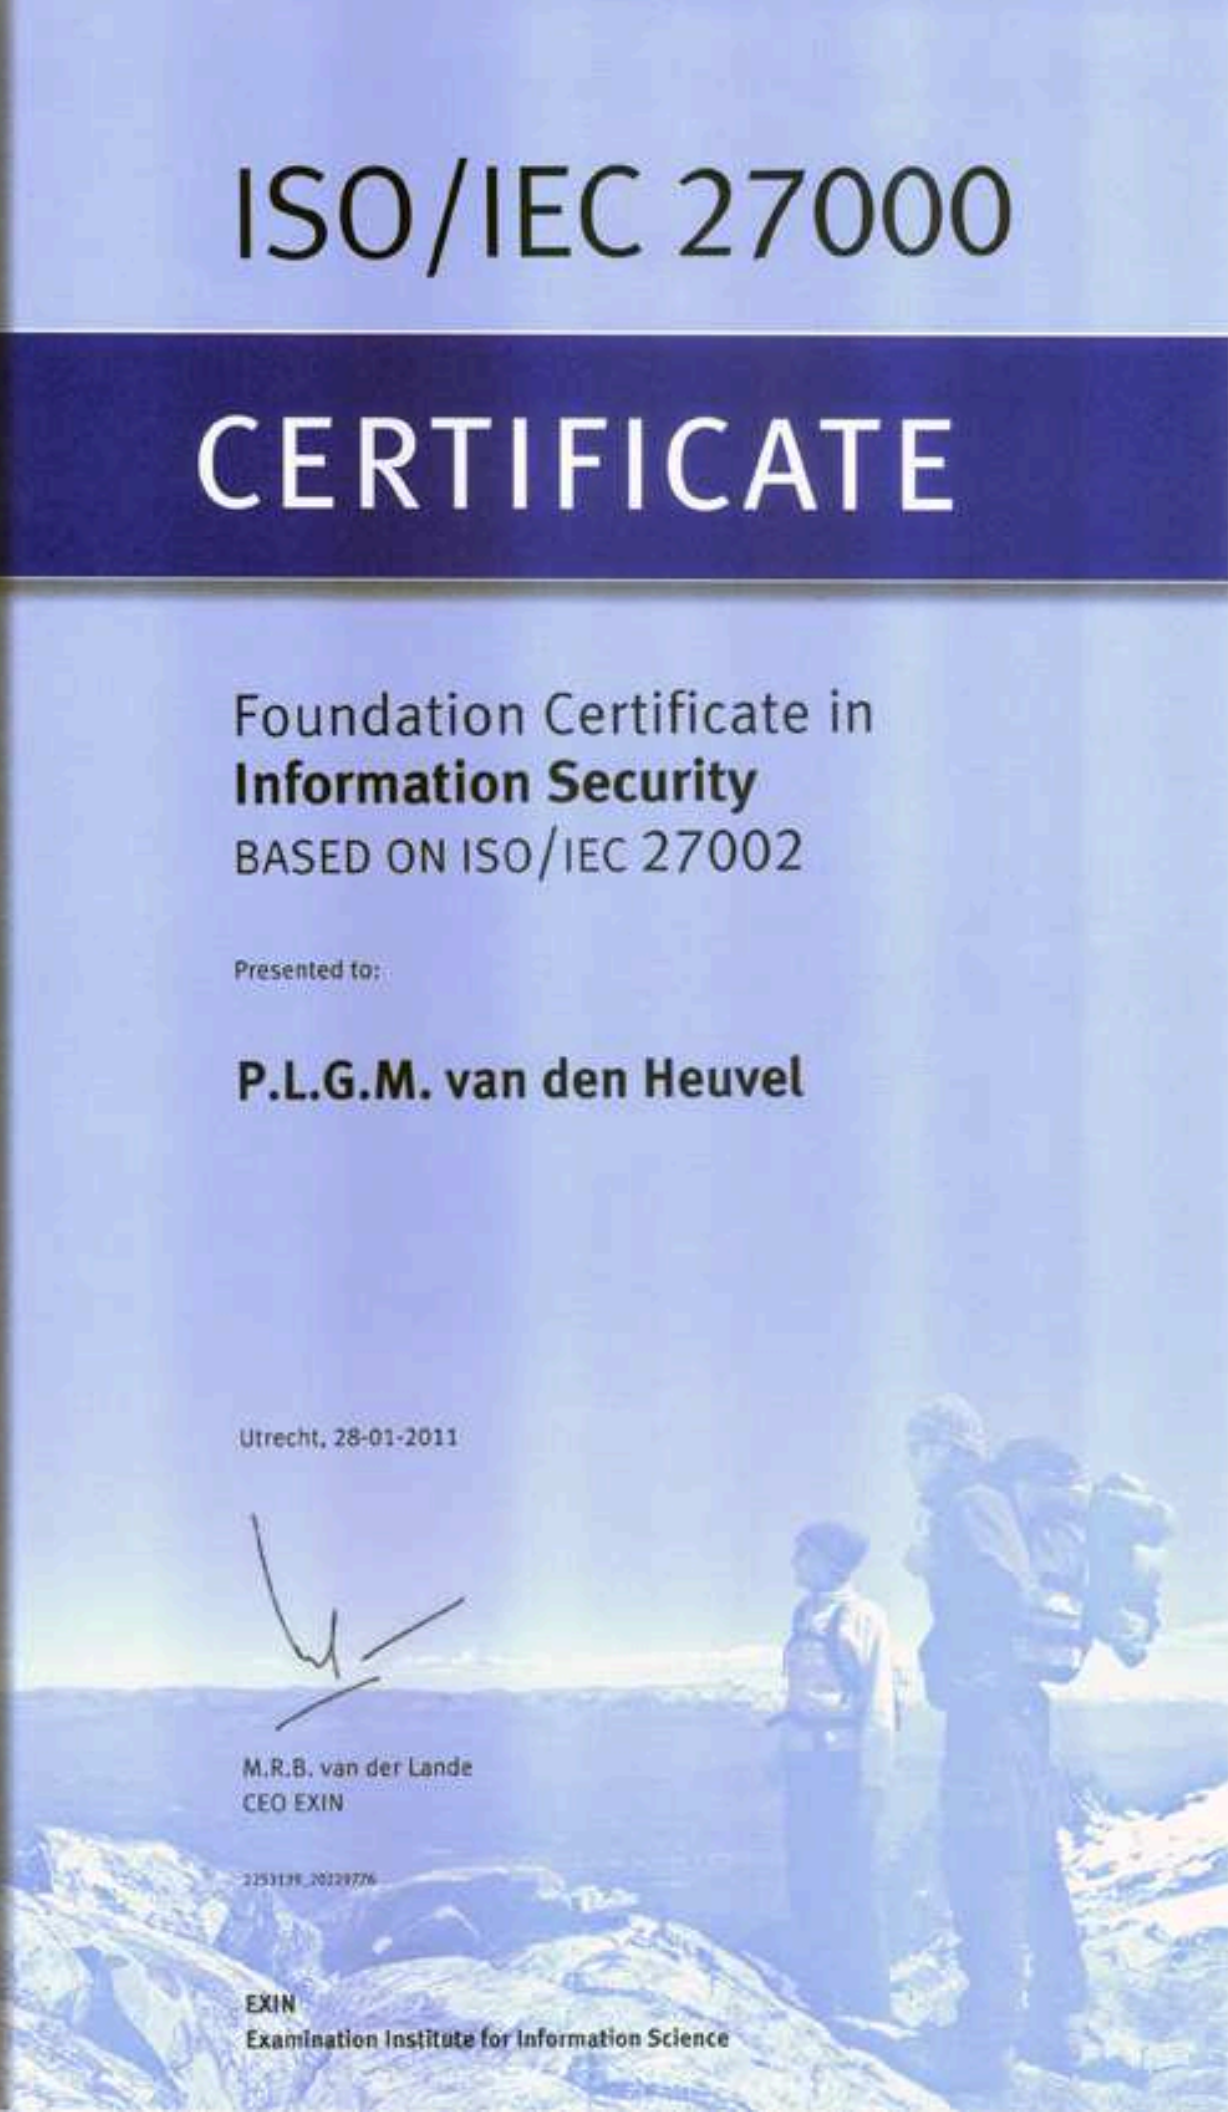 ISO/IEC 27000
CERTIFICATE
Foundation Certificate in
Information Security
BASED ON ISO/IEC 27002
Presented to:
P.L.G.M. van den Heuvel
Utrecht, 28-01-2011
M.R.B. van der Lande
CEO EXIN
EXIN
Examination Institute for Information Science